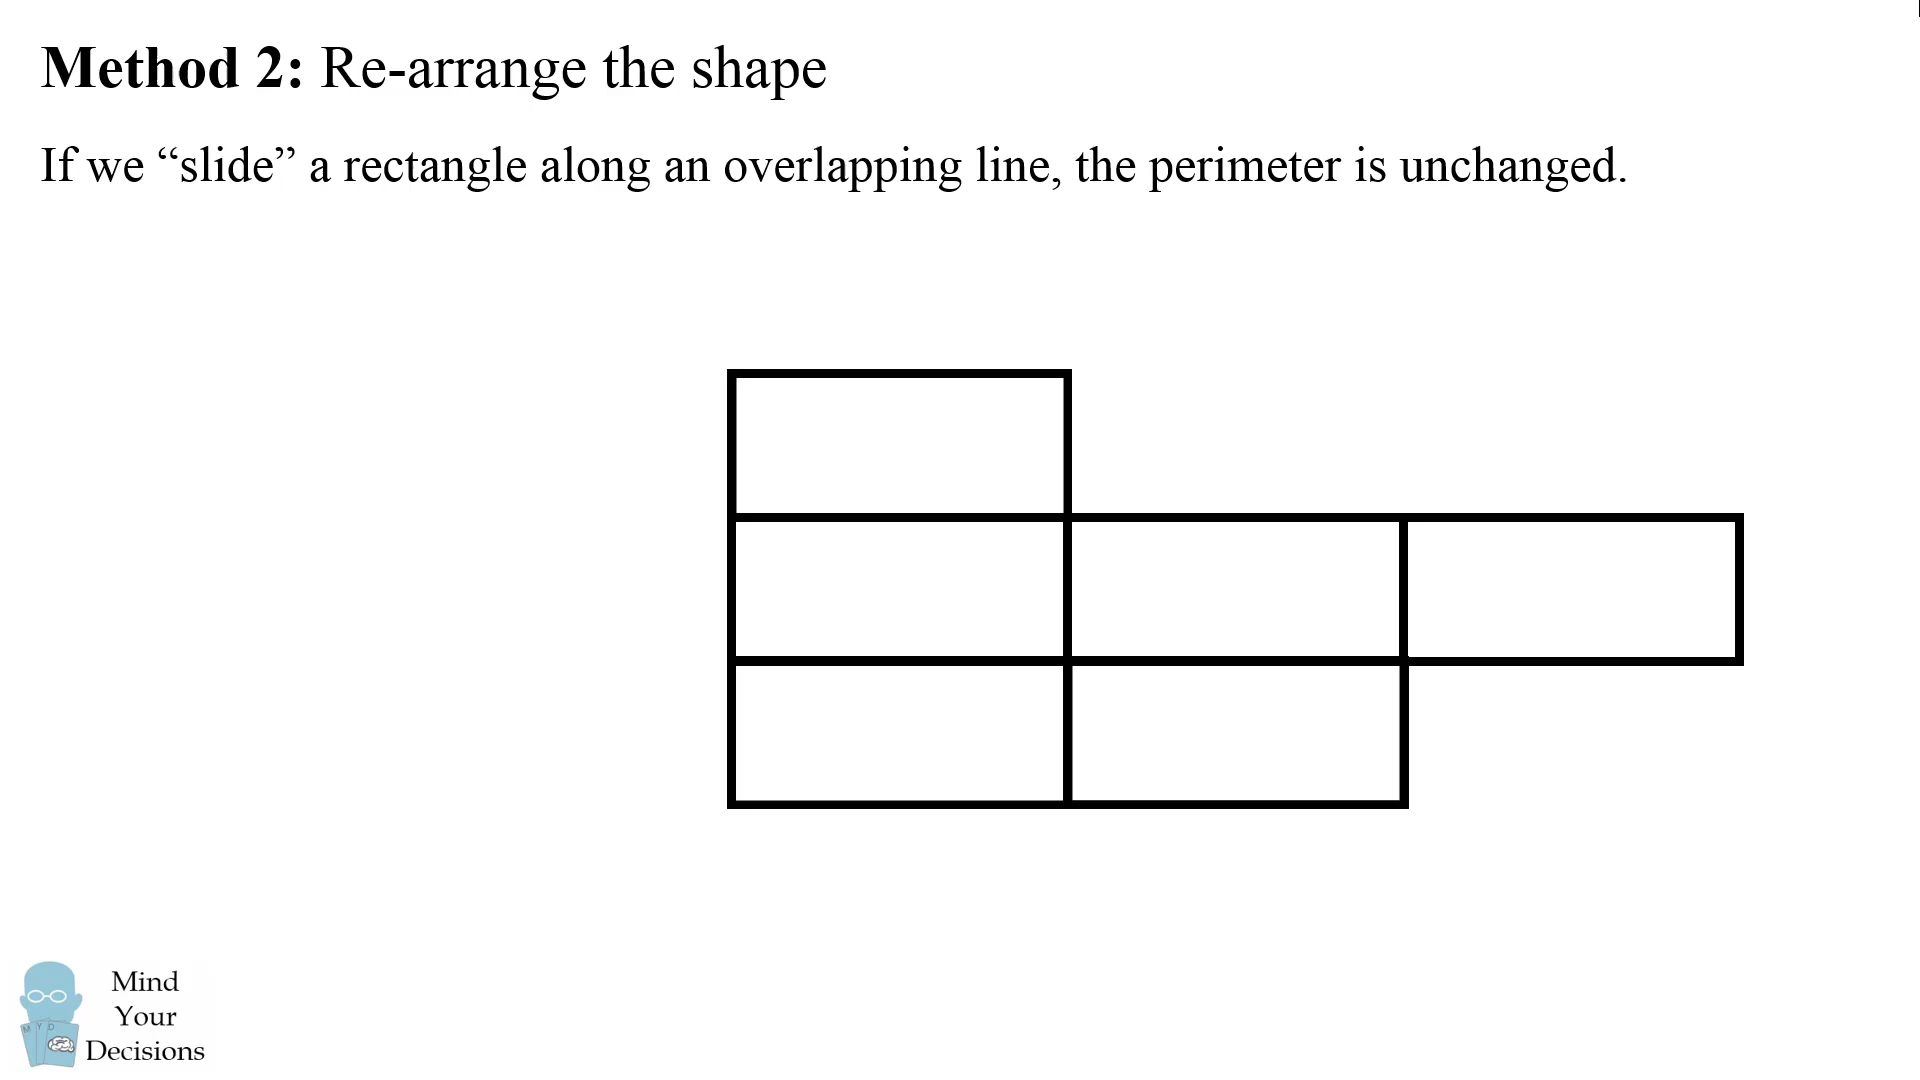 Method 2: Re-arrange the shape
If we “slide” a rectangle along an overlapping line, the perimeter is unchanged.
M Y D
Mind
Your
Decisions